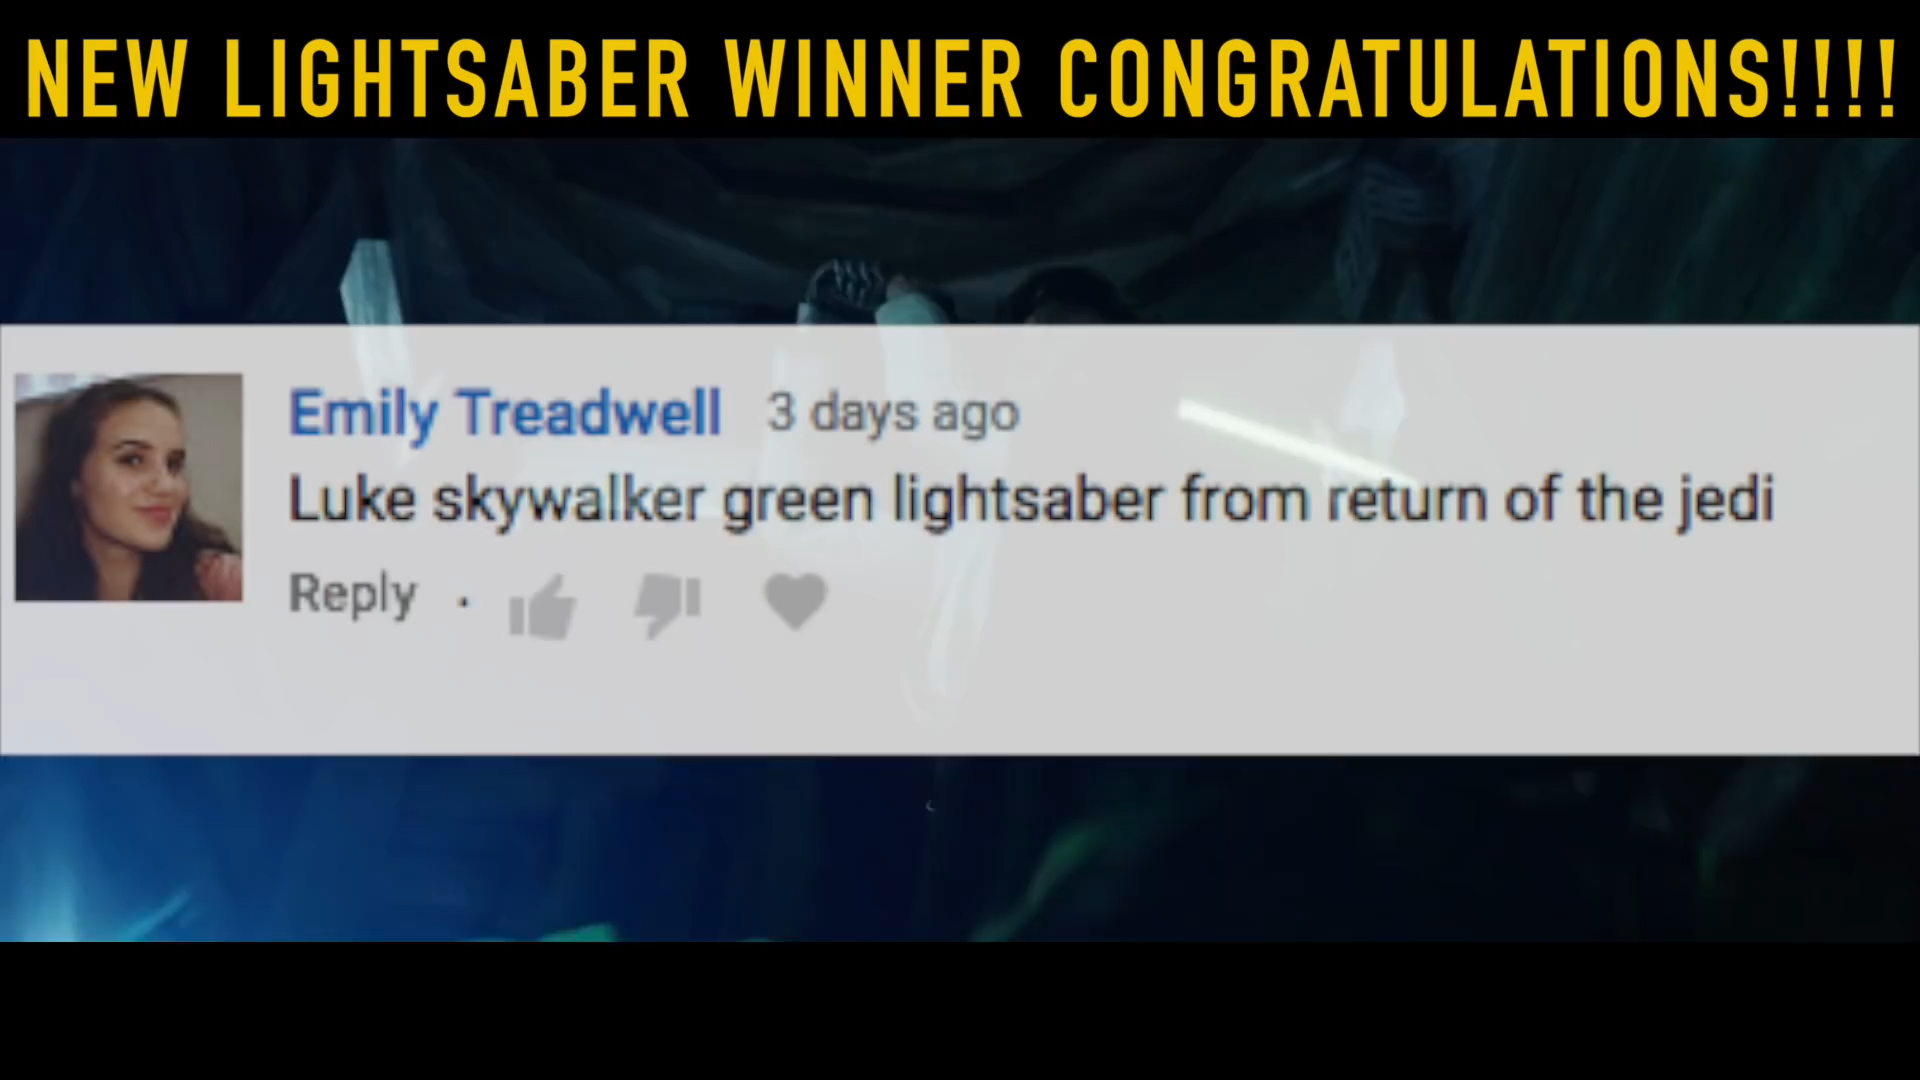 NEW LIGHTSABER WINNER CONGRATULATIONS!!!!
Emily Treadwell 3 days ago
Luke skywalker green lightsaber from return of the jedi
Reply ·